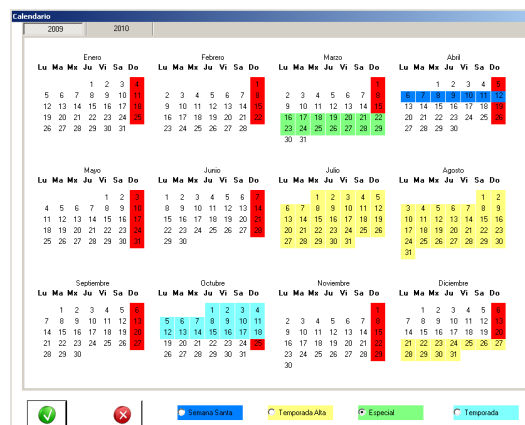 Calendario
2009
2010
Enero
Lu Ma Mx Ju Vi Sa Do
1 2 3 4
5 6 7 8 9 10 11
12 13 14 15 16 17 18
19 20 21 22 23 24 25
26 27 28 29 30 31
Febrero
Lu Ma Mx Ju Vi Sa Do
1
2 3 4 5 6 7 8
9 10 11 12 13 14 15
16 17 18 19 20 21 22
23 24 25 26 27 28
Marzo
Lu Ma Mx Ju Vi Sa Do
1
2 3 4 5 6 7 8
9 10 11 12 13 14 15
16 17 18 19 20 21 22
23 24 25 26 27 28 29
30 31
Abril
Lu Ma Mx Ju Vi Sa Do
1 2 3 4 5
6 7 8 9 10 11 12
13 14 15 16 17 18 19
20 21 22 23 24 25 26
27 28 29 30
Mayo
Lu Ma Mx Ju Vi Sa Do
1 2 3
4 5 6 7 8 9 10
11 12 13 14 15 16 17
18 19 20 21 22 23 24
25 26 27 28 29 30 31
Junio
Lu Ma Mx Ju Vi Sa Do
1 2 3 4 5 6 7
8 9 10 11 12 13 14
15 16 17 18 19 20 21
22 23 24 25 26 27 28
29 30
Julio
Lu Ma Mx Ju Vi Sa Do
1 2 3 4 5
6 7 8 9 10 11 12
13 14 15 16 17 18 19
20 21 22 23 24 25 26
27 28 29 30 31
Agosto
Lu Ma Mx Ju Vi Sa Do
1 2
3 4 5 6 7 8 9
10 11 12 13 14 15 16
17 18 19 20 21 22 23
24 25 26 27 28 29 30
31
Septiembre
Lu Ma Mx Ju Vi Sa Do
1 2 3 4 5 6
7 8 9 10 11 12 13
14 15 16 17 18 19 20
21 22 23 24 25 26 27
28 29 30
Octubre
Lu Ma Mx Ju Vi Sa Do
1 2 3 4
5 6 7 8 9 10 11
12 13 14 15 16 17 18
19 20 21 22 23 24 25
26 27 28 29 30 31
Noviembre
Lu Ma Mx Ju Vi Sa Do
1
2 3 4 5 6 7 8
9 10 11 12 13 14 15
16 17 18 19 20 21 22
23 24 25 26 27 28 29
30
Diciembre
Lu Ma Mx Ju Vi Sa Do
1 2 3 4 5 6
7 8 9 10 11 12 13
14 15 16 17 18 19 20
21 22 23 24 25 26 27
28 29 30 31
Semana Santa
Temporada Alta
Especial
Temporada